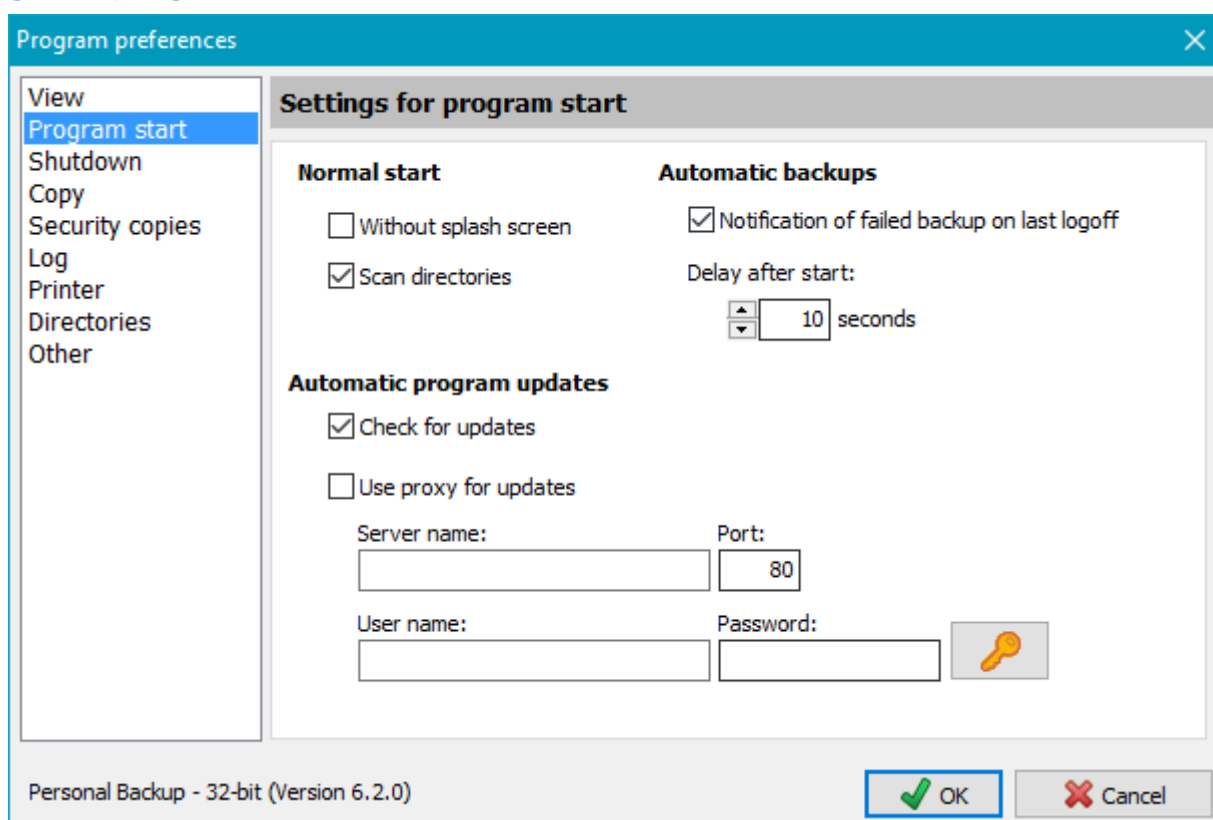 Program preferences
View
Program start
Shutdown
Copy
Security copies
Log
Printer
Directories
Other
Settings for program start
Normal start
Without splash screen
Scan directories
Automatic backups
Notification of failed backup on last logoff
Delay after start:
10 seconds
Automatic program updates
Check for updates
Use proxy for updates
Server name:
Port:
80
User name:
Password:
Personal Backup - 32-bit (Version 6.2.0)
OK
Cancel